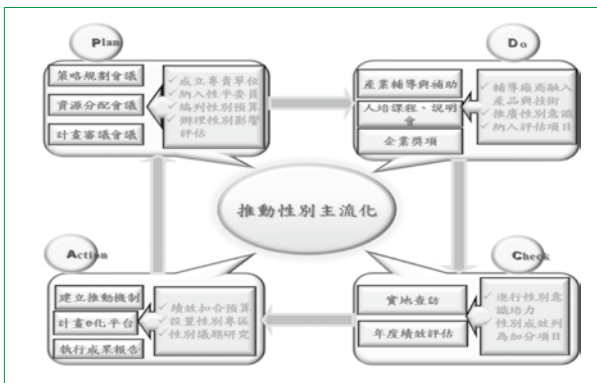 Plan
策略規劃會議
資源分配會議
計畫審議會議
✓成立專責單位
✓納入性平委員
✓編列性別預算
✓辦理性別影響
評估
Do
產業輔導與補助
人培課程、說明
會
企業獎項
✓輔導廠商融入
產品與技術
✓推廣性別意識
✓納入評估項目
推動性別主流化
Action
建立推動機制
計畫e化平台
執行成果報告
✓績效扣合預算
✓設置性別專區
✓性別議題研究
Check
實地查訪
年度績效評估
✓進行性別意
識培力
✓性別成效列
為加分項目